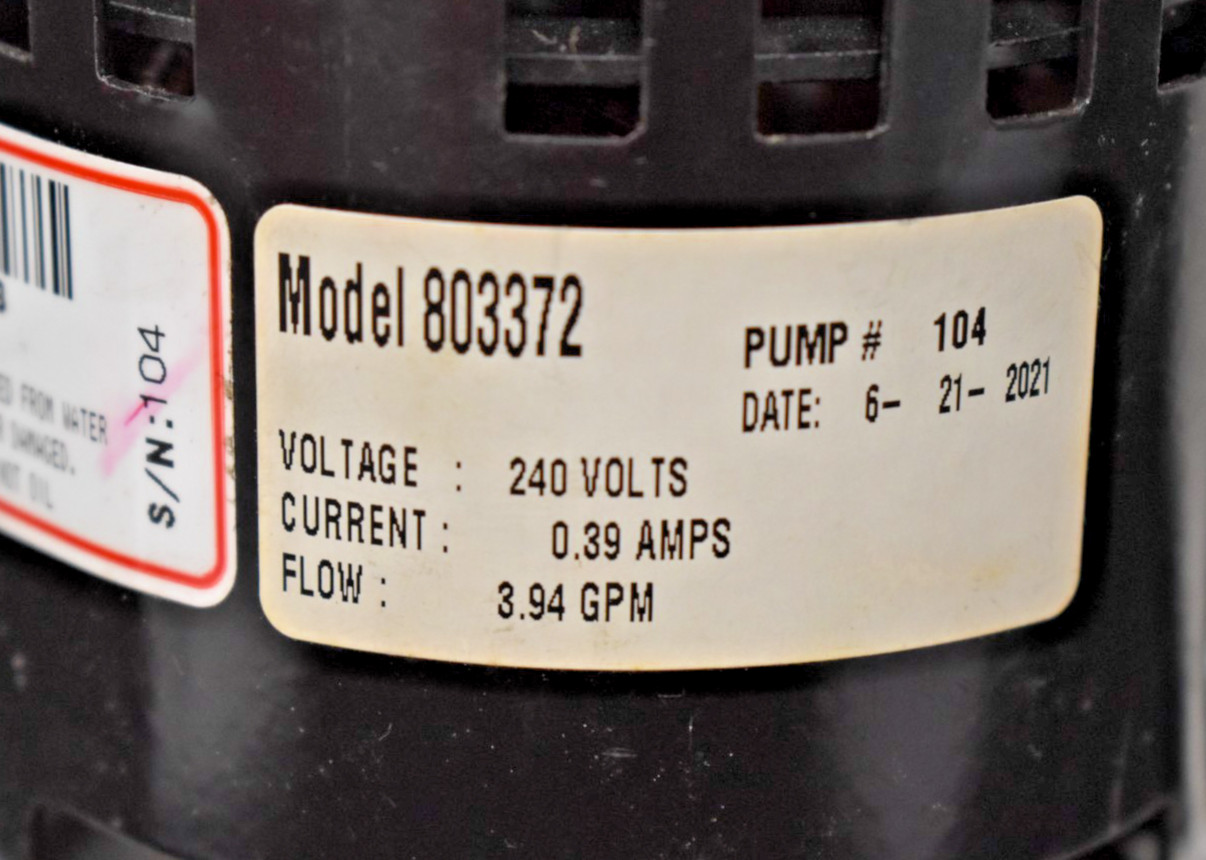 S/N:104
ED FROM WATER
DAMAGED.
OIL
Model 803372
PUMP # 104
DATE: 6- 21- 2021
VOLTAGE : 240 VOLTS
CURRENT : 0.39 AMPS
FLOW : 3.94 GPM